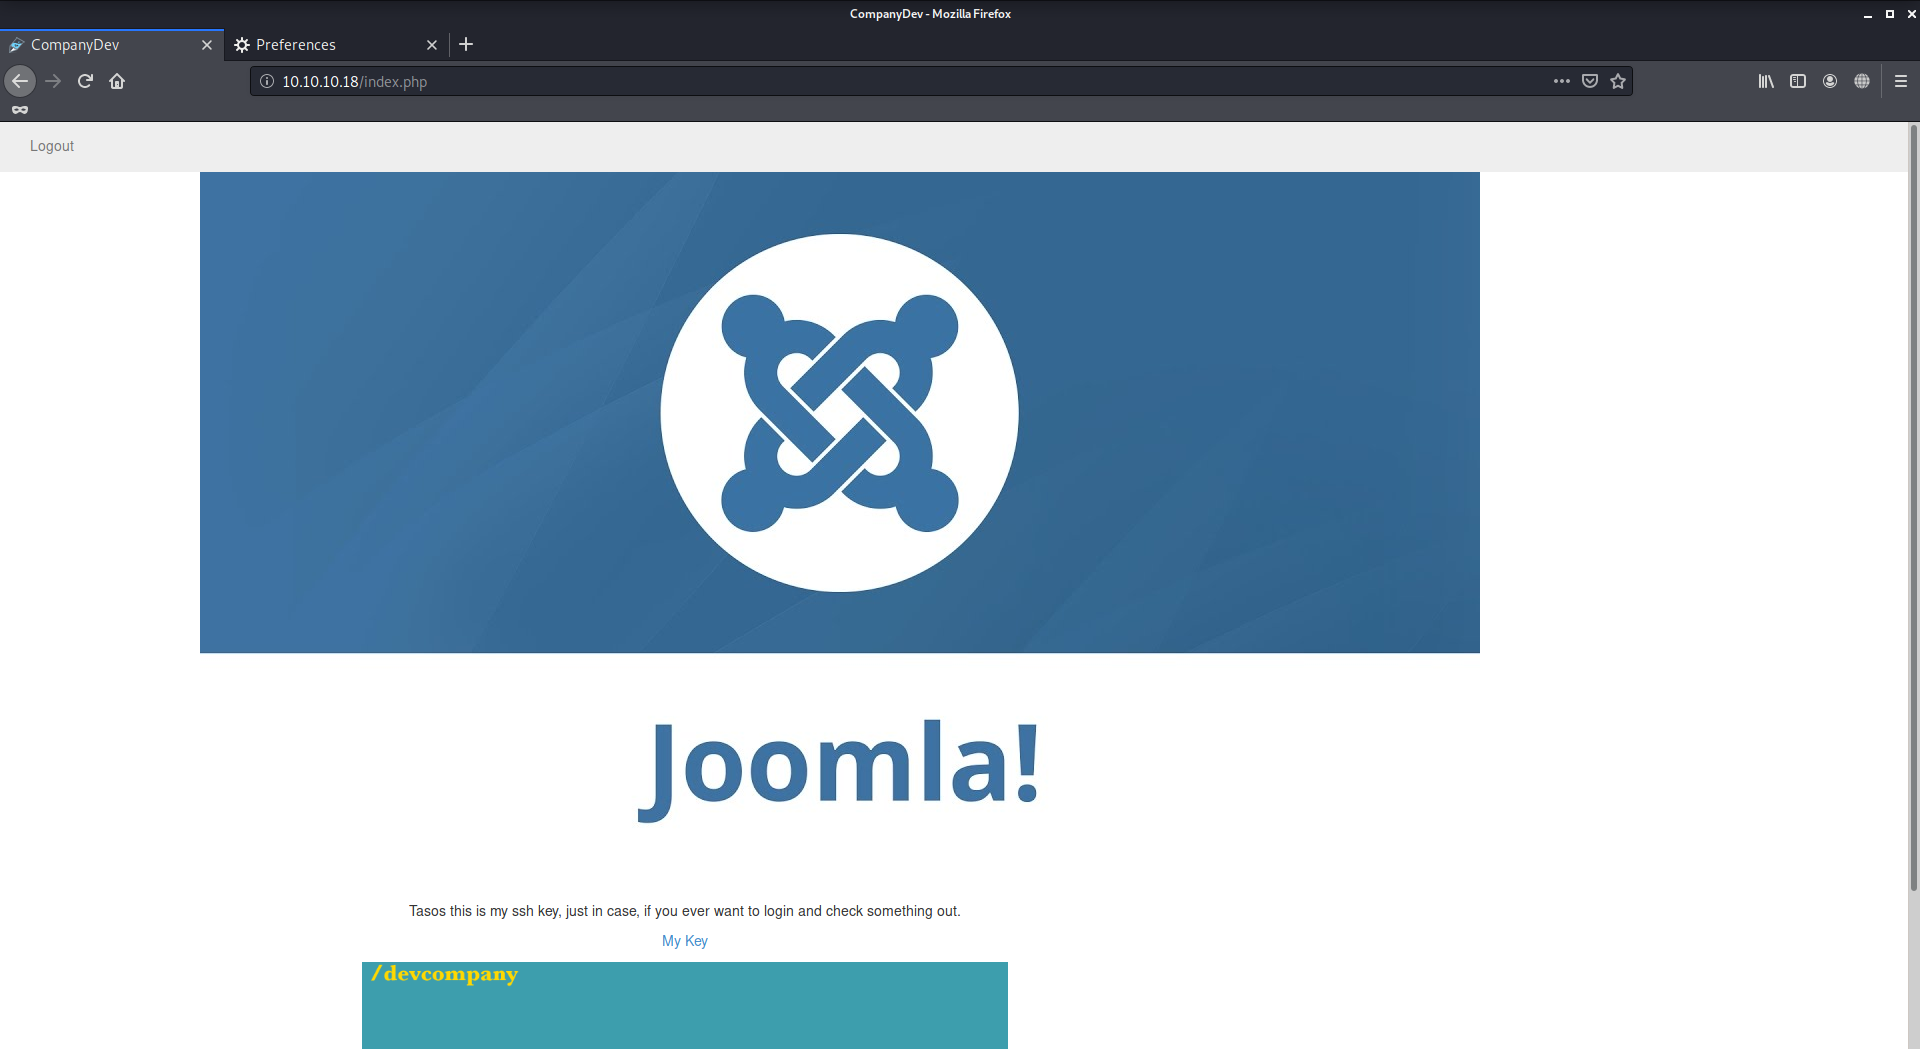 CompanyDev - Mozilla Firefox
CompanyDev
Preferences
10.10.10.18/index.php
Logout
Joomla!
Tasos this is my ssh key, just in case, if you ever want to login and check something out.
My Key
/devcompany